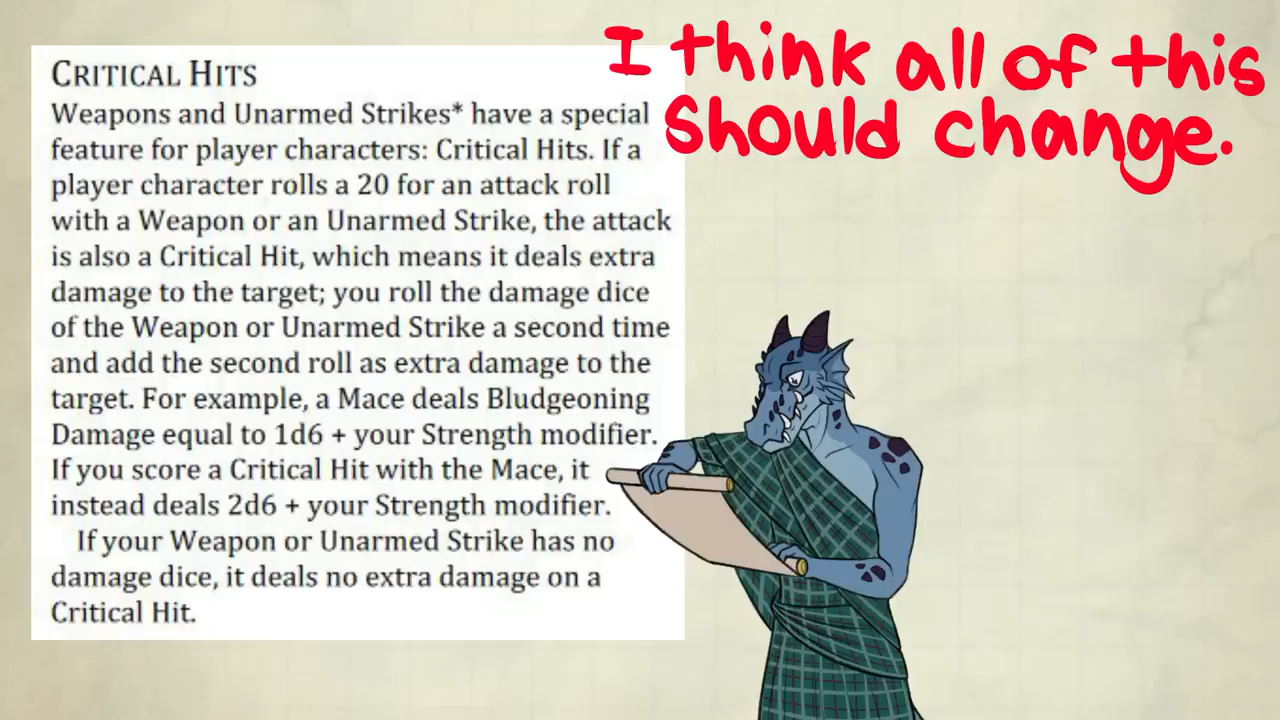 CRITICAL HITS
Weapons and Unarmed Strikes* have a special
feature for player characters: Critical Hits. If a
player character rolls a 20 for an attack roll
with a Weapon or an Unarmed Strike, the attack
is also a Critical Hit, which means it deals extra
damage to the target; you roll the damage dice
of the Weapon or Unarmed Strike a second time
and add the second roll as extra damage to the
target. For example, a Mace deals Bludgeoning
Damage equal to 1d6 + your Strength modifier.
If you score a Critical Hit with the Mace, it
instead deals 2d6 + your Strength modifier.
If your Weapon or Unarmed Strike has no
damage dice, it deals no extra damage on a
Critical Hit.
I think all of this
Should change.